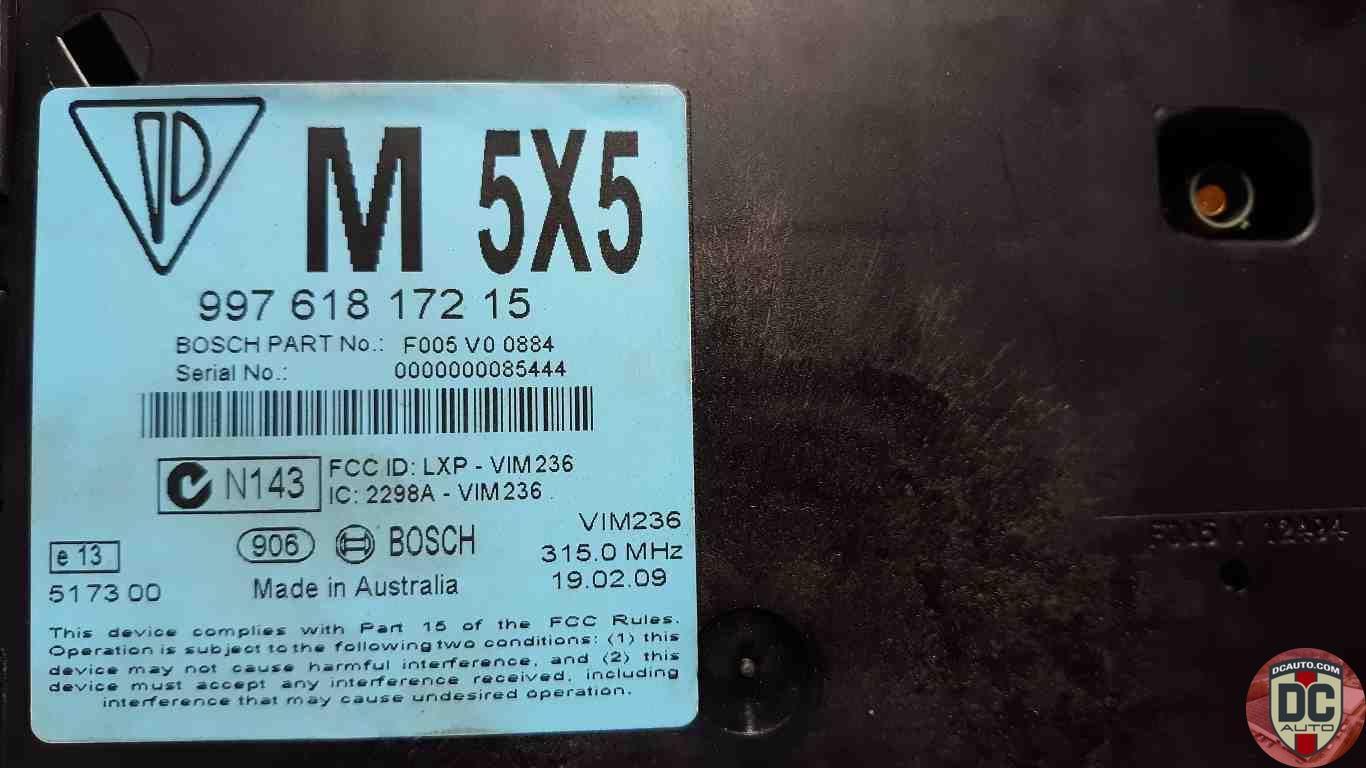 M 5X5
997 618 172 15
BOSCH PART No.: F005 V0 0884
Serial No.: 0000000085444
N143
FCC ID: LXP - VIM236
IC: 2298A - VIM236
VIM236
906 BOSCH
e 13
315.0 MHz
517300
Made in Australia
19.02.09
This device complies with Part 15 of the FCC Rules.
Operation is subject to the following two conditions: (1) this
device may not cause harmful interference, and (2) this
device must accept any interference received, including
interference that may cause undesired operation.
DCAUTO.COM
DC
AUTO